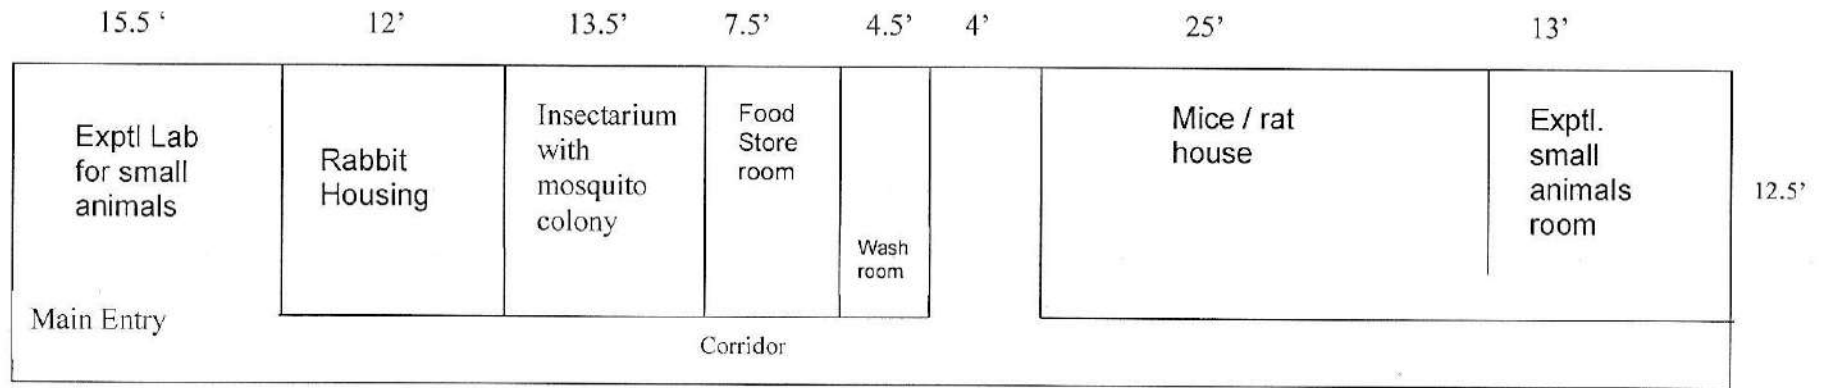 15.5 ‘ 12’ 13.5’ 7.5’ 4.5’ 4’ 25’ 13’
Exptl Lab
for small
animals
Rabbit
Housing
Insectarium
with
mosquito
colony
Food
Store
room
Wash
room
Mice / rat
house
Exptl.
small
animals
room
12.5’
Main Entry
Corridor